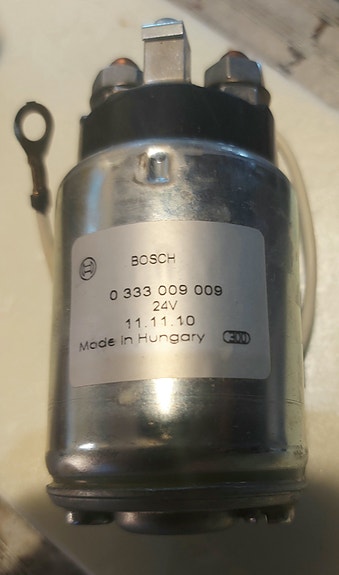 BOSCH
0 333 009 009
24V
11.11.10
Made in Hungary